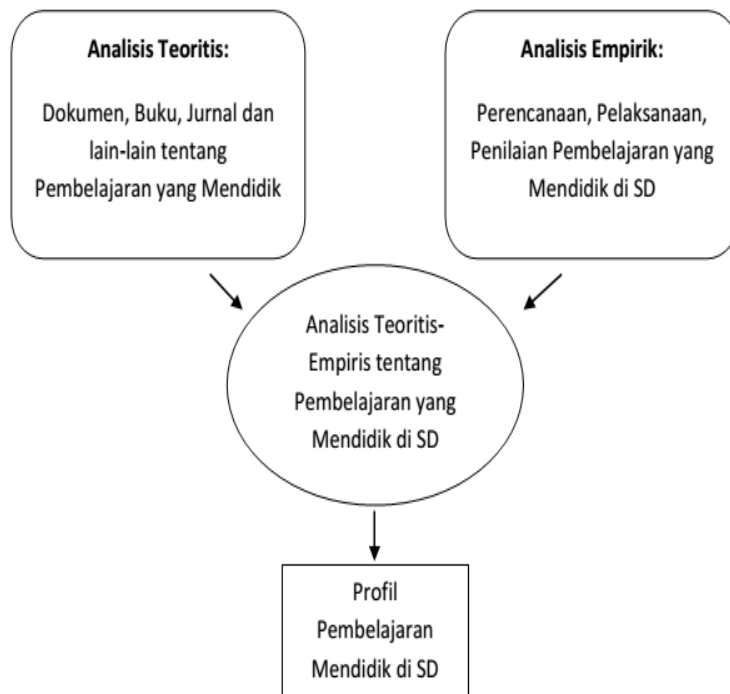 Analisis Teoritis:
Dokumen, Buku, Jurnal dan
lain-lain tentang
Pembelajaran yang Mendidik
Analisis Empirik:
Perencanaan, Pelaksanaan,
Penilaian Pembelajaran yang
Mendidik di SD
Analisis Teoritis-
Empiris tentang
Pembelajaran yang
Mendidik di SD
Profil
Pembelajaran
Mendidik di SD